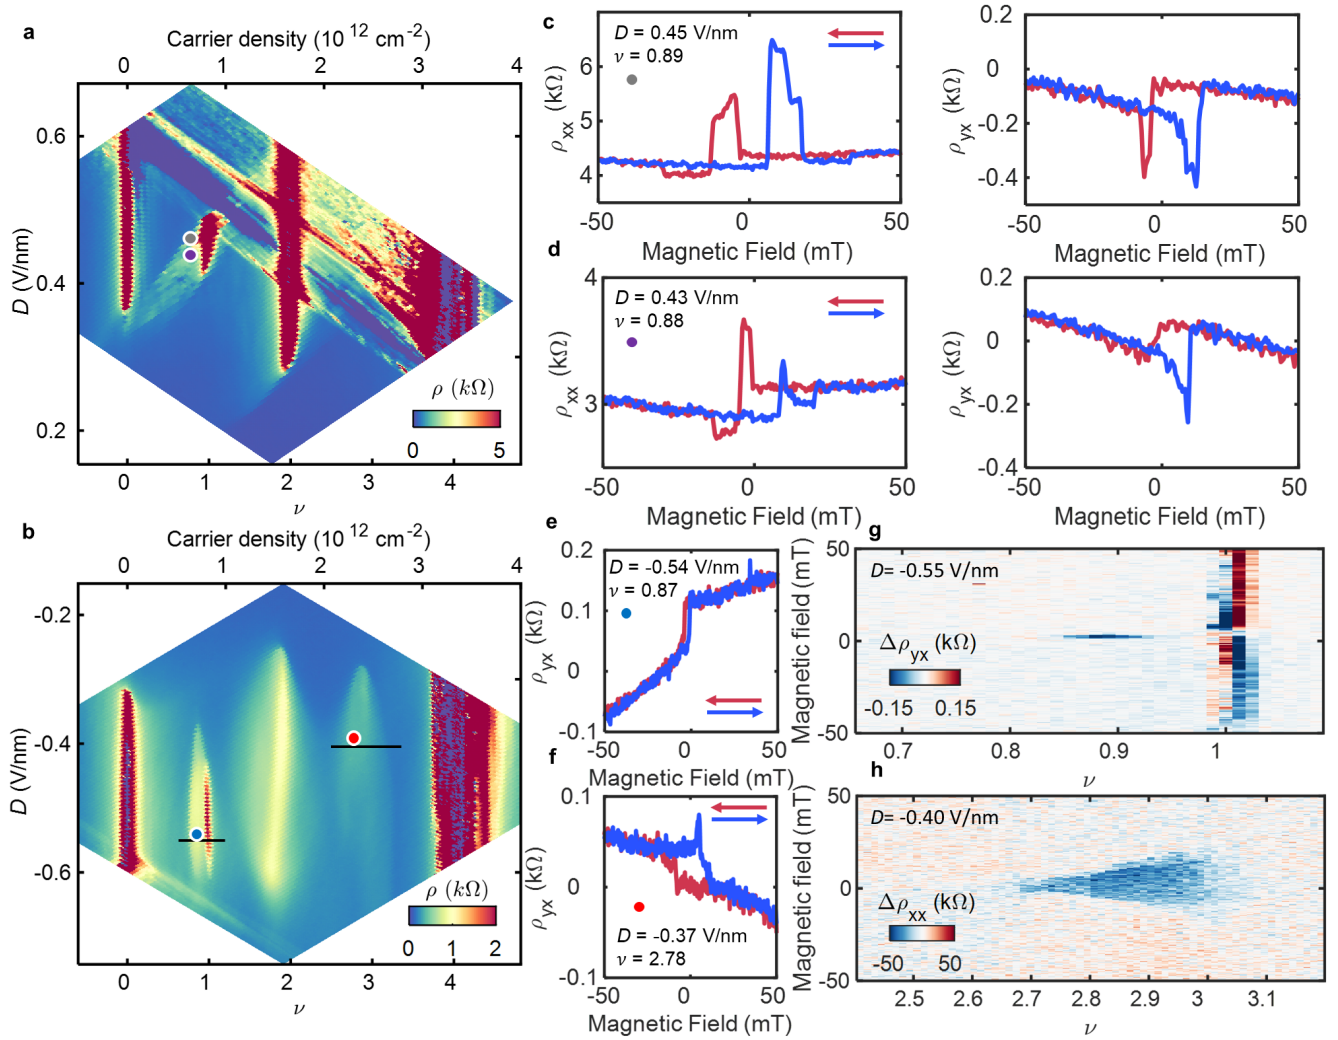 a
Carrier density (10 12 cm-2)
0 1 2 3 4
0.6
0.4
0.2
D (V/nm)
ρ (kΩ)
0 5
0 1 2 3 4
ν
b
Carrier density (10 12 cm-2)
0 1 2 3
-0.2
-0.4
-0.6
D (V/nm)
ρ (kΩ)
0 1 2
0 1 2 3 4
ν
c
D = 0.45 V/nm
ν = 0.89
6
5
4
ρxx (kΩ)
-50 0 50
Magnetic Field (mT)
0.2
0
-0.2
-0.4
ρyx (kΩ)
-50 0 50
Magnetic Field (mT)
d
D = 0.43 V/nm
ν = 0.88
4
3
ρxx (kΩ)
-50 0 50
Magnetic Field (mT)
0.2
0
-0.2
-0.4
ρyx (kΩ)
-50 0 50
Magnetic Field (mT)
e
D = -0.54 V/nm
ν = 0.87
0.2
0.1
0
-0.1
ρyx (kΩ)
-50 0 50
Magnetic Field (mT)
f
0.1
0
-0.1
ρyx (kΩ)
D = -0.37 V/nm
ν = 2.78
-50 0 50
Magnetic Field (mT)
g
D= -0.55 V/nm
50
0
-50
Magnetic field (mT)
Δρyx (kΩ)
-0.15 0.15
0.7 0.8 0.9 1
ν
h
D= -0.40 V/nm
50
0
-50
Magnetic field (mT)
Δρxx (kΩ)
-50 50
2.5 2.6 2.7 2.8 2.9 3 3.1
ν